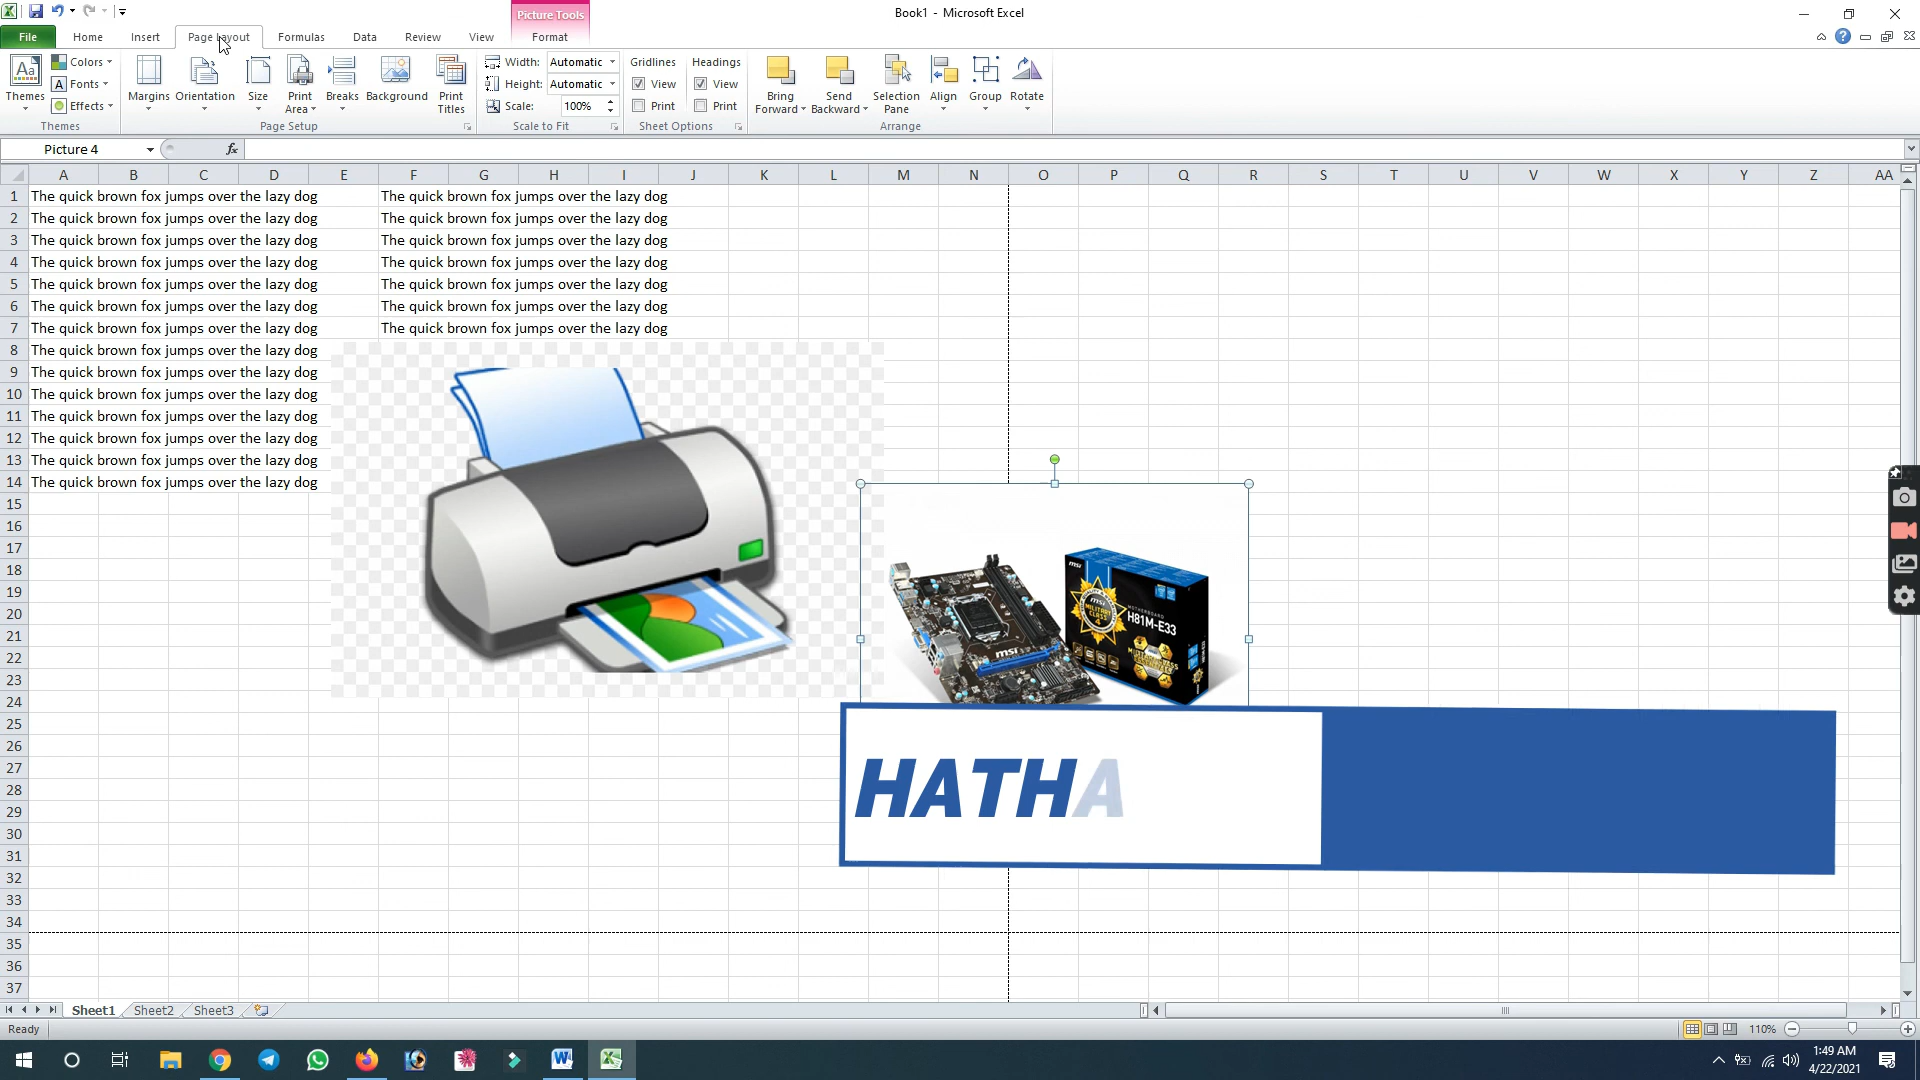 Picture Tools
Book1 - Microsoft Excel
File Home Insert Page Layout Formulas Data Review View Format
Themes Colors Fonts Effects Margins Orientation Size Print Area Breaks Background Print Titles Width: Automatic Height: Automatic Scale: 100% Gridlines View Print Headings View Print Bring Forward Send Backward Selection Pane Align Group Rotate
Themes Page Setup Scale to Fit Sheet Options Arrange
Picture 4 fx
A B C D E F G H I J K L M N O P Q R S T U V W X Y Z AA
1 The quick brown fox jumps over the lazy dog The quick brown fox jumps over the lazy dog
2 The quick brown fox jumps over the lazy dog The quick brown fox jumps over the lazy dog
3 The quick brown fox jumps over the lazy dog The quick brown fox jumps over the lazy dog
4 The quick brown fox jumps over the lazy dog The quick brown fox jumps over the lazy dog
5 The quick brown fox jumps over the lazy dog The quick brown fox jumps over the lazy dog
6 The quick brown fox jumps over the lazy dog The quick brown fox jumps over the lazy dog
7 The quick brown fox jumps over the lazy dog The quick brown fox jumps over the lazy dog
8 The quick brown fox jumps over the lazy dog
9 The quick brown fox jumps over the lazy dog
10 The quick brown fox jumps over the lazy dog
11 The quick brown fox jumps over the lazy dog
12 The quick brown fox jumps over the lazy dog
13 The quick brown fox jumps over the lazy dog
14 The quick brown fox jumps over the lazy dog
15
16
17
18
19
20
21
22
23
24
25
26
27
28
29
30
31
32
33
34
35
36
37
msi
MOTHERBOARD
H81M-E33
msi
MILITARY
CLASS
4
HATHA
Sheet1 Sheet2 Sheet3
Ready 110%
1:49 AM
4/22/2021